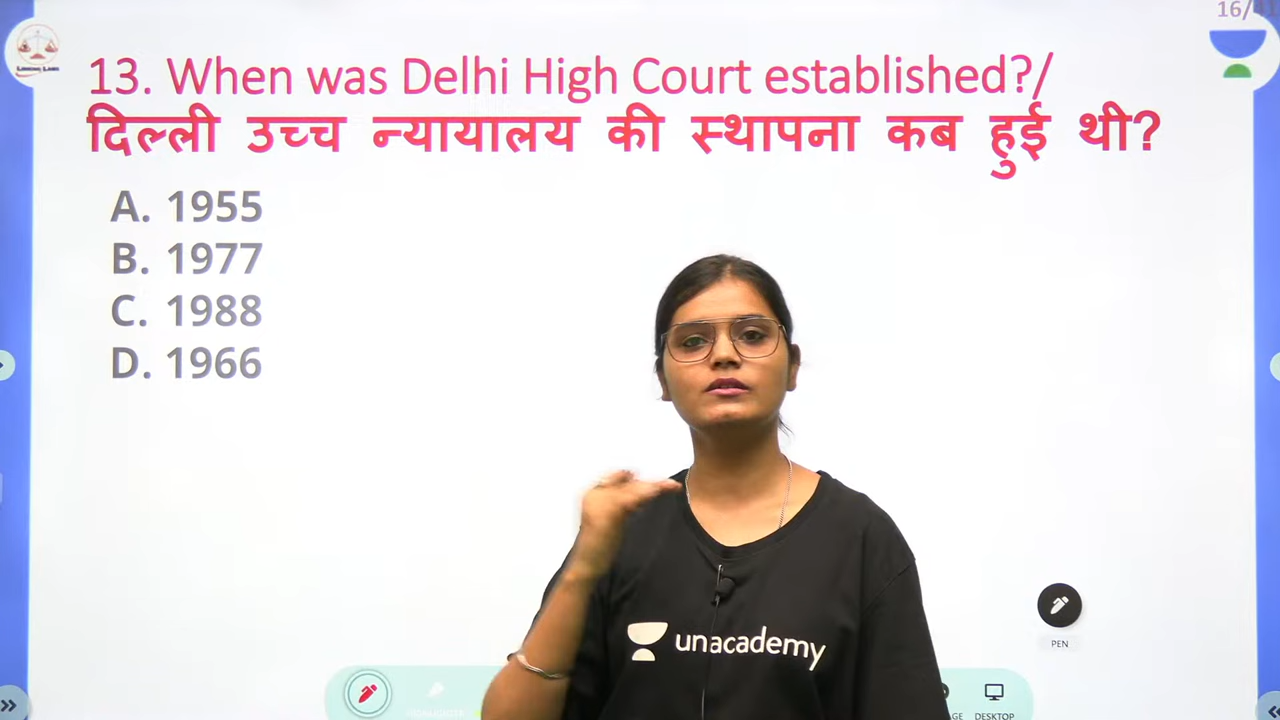 16/
13. When was Delhi High Court established?/
दिल्ली उच्च न्यायालय की स्थापना कब हुई थी?
A. 1955
B. 1977
C. 1988
D. 1966
unacademy
PEN
DESKTOP